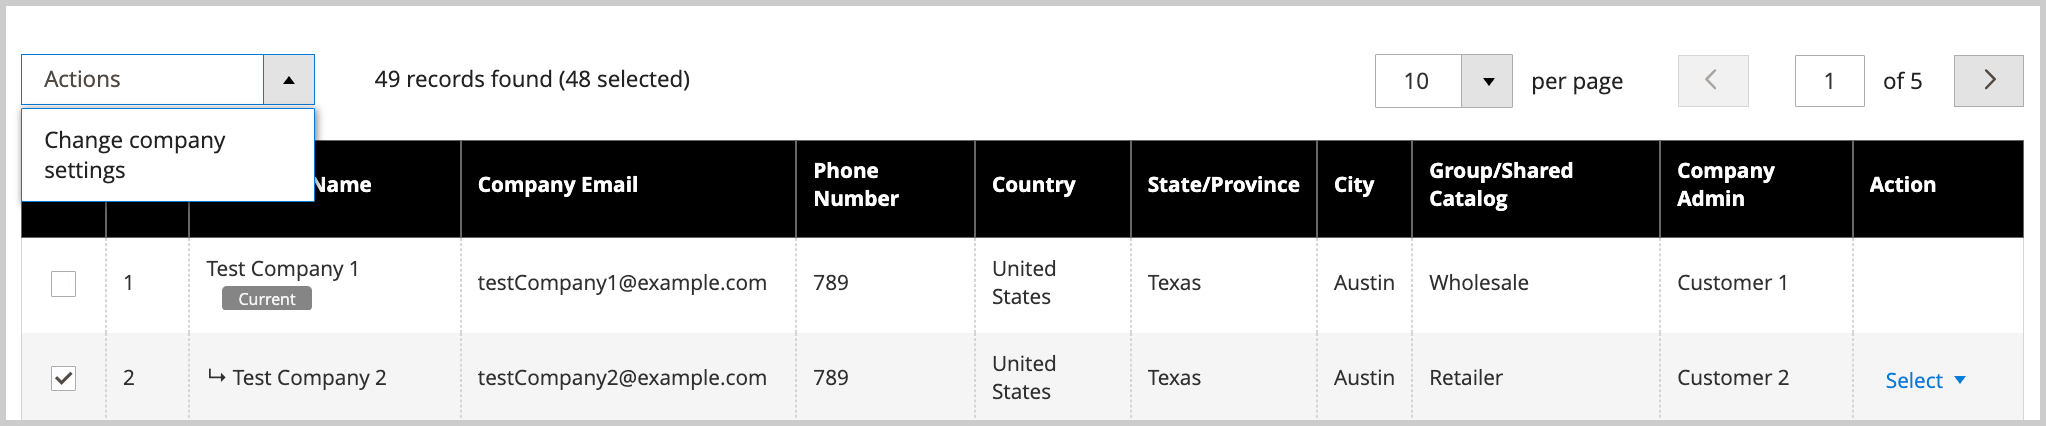 Actions
49 records found (48 selected)
10
per page
1
of 5
Change company
settings
Name
Company Email
Phone
Number
Country
State/Province
City
Group/Shared
Catalog
Company
Admin
Action
1
Test Company 1
Current
testCompany1@example.com
789
United
States
Texas
Austin
Wholesale
Customer 1
2
Test Company 2
testCompany2@example.com
789
United
States
Texas
Austin
Retailer
Customer 2
Select